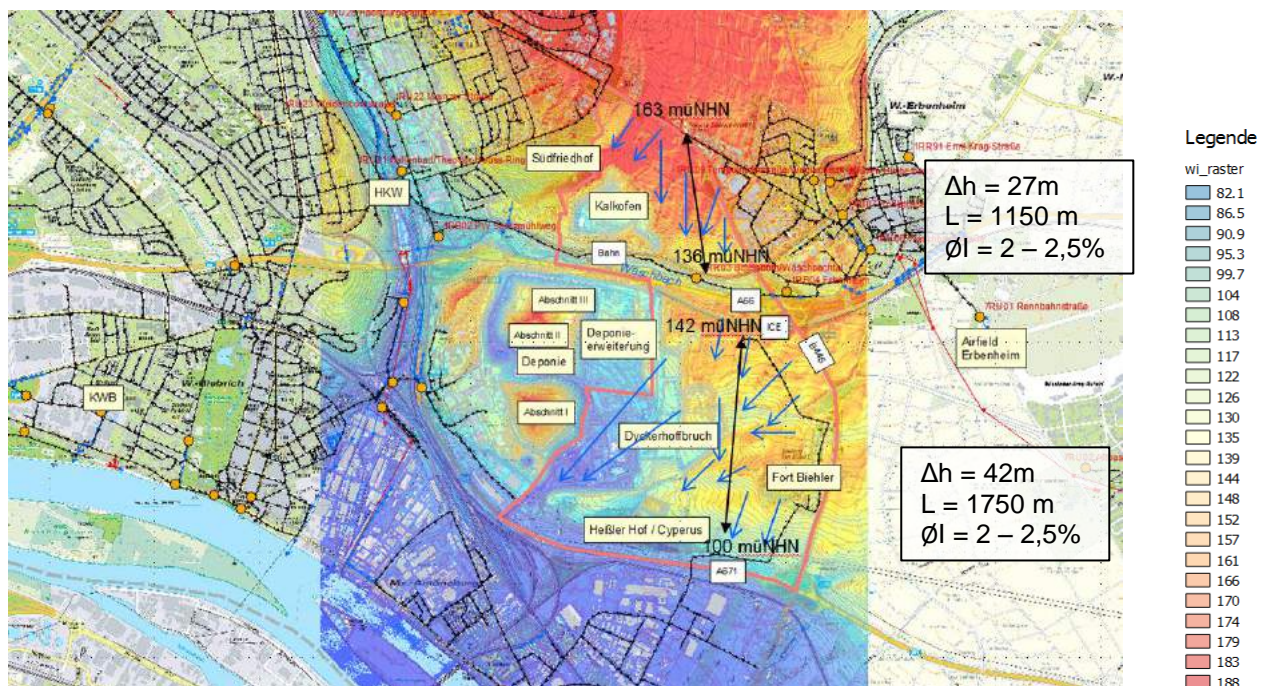 163 müNHN
Südfriedhof
W.-Erbenheim
HKW
Kalkofen
Bahn
Wäschbach
136 müNHN
A66
Abschnitt III
142 müNHN
ICE
Abschnitt II
Deponie-
erweiterung
Deponie
B455
7RU01 Rennbahnstraße
Airfield
Erbenheim
KWB
W.-Biebrich
Abschnitt I
Dyckerhoffbruch
Fort Biehler
Heßler Hof / Cyperus
100 müNHN
A671
Δh = 27m
L = 1150 m
ØI = 2 – 2,5%
Δh = 42m
L = 1750 m
ØI = 2 – 2,5%
Legende
wi_raster
82.1
86.5
90.9
95.3
99.7
104
108
113
117
122
126
130
135
139
144
148
152
157
161
166
170
174
179
183
188